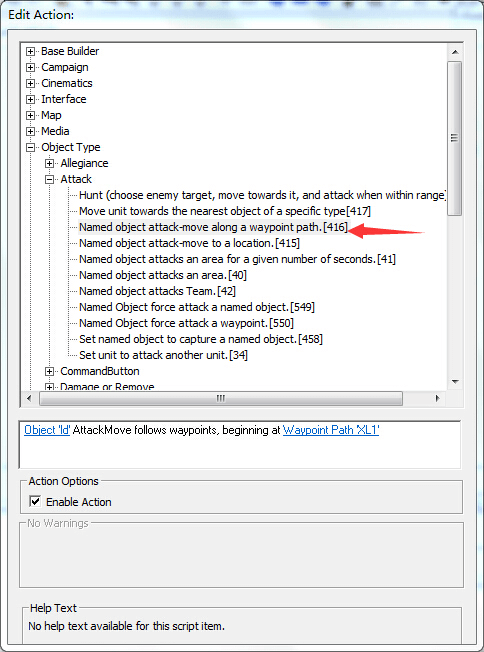 Edit Action:
Base Builder
Campaign
Cinematics
Interface
Map
Media
Object Type
Allegiance
Attack
Hunt (choose enemy target, move towards it, and attack when within range)
Move unit towards the nearest object of a specific type[417]
Named object attack-move along a waypoint path.[416]
Named object attack-move to a location.[415]
Named object attacks an area for a given number of seconds.[41]
Named object attacks an area.[40]
Named object attacks Team.[42]
Named Object force attack a named object.[549]
Named Object force attack a waypoint.[550]
Set named object to capture a named object.[458]
Set unit to attack another unit.[34]
CommandButton
Damage or Remove
Object 'ld' AttackMove follows waypoints, beginning at Waypoint Path 'XL1'
Action Options
Enable Action
No Warnings
Help Text
No help text available for this script item.